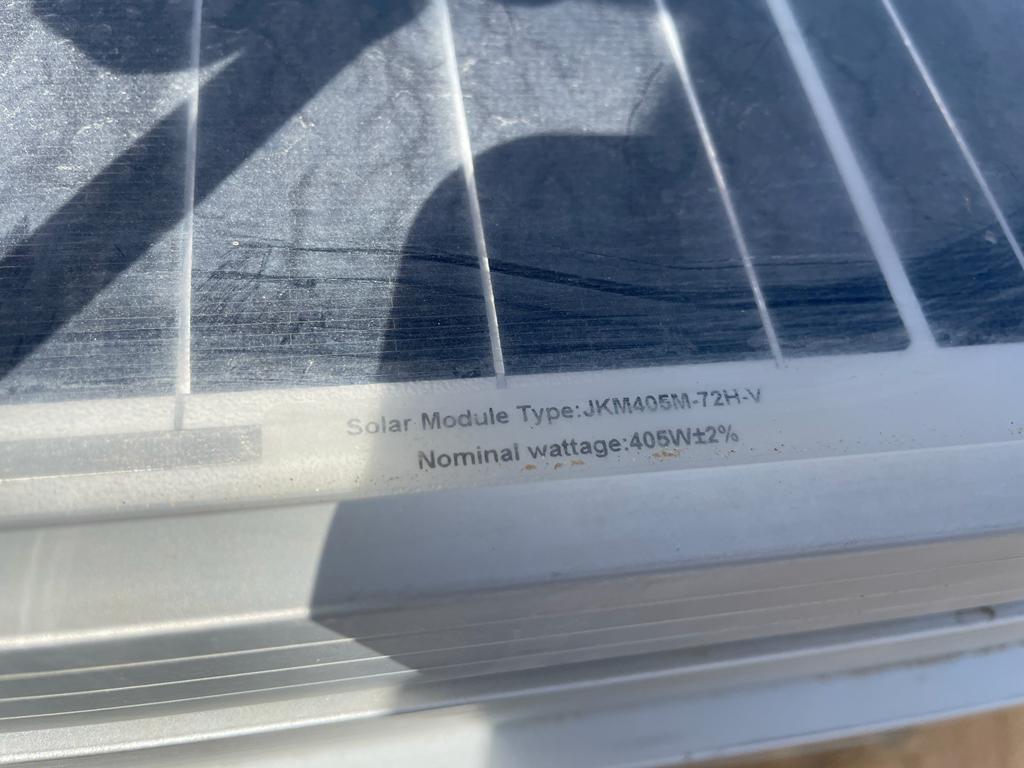 Solar Module Type:JKM405M-72H-V
Nominal wattage:405W±2%